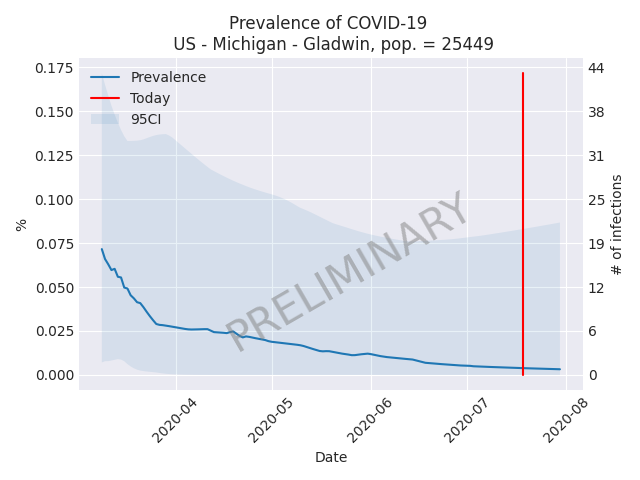 Prevalence of COVID-19
US - Michigan - Gladwin, pop. = 25449
Prevalence
Today
95CI
0.175
0.150
0.125
0.100
0.075
0.050
0.025
0.000
%
44
38
31
25
19
12
6
0
# of infections
PRELIMINARY
2020-04
2020-05
2020-06
2020-07
2020-08
Date